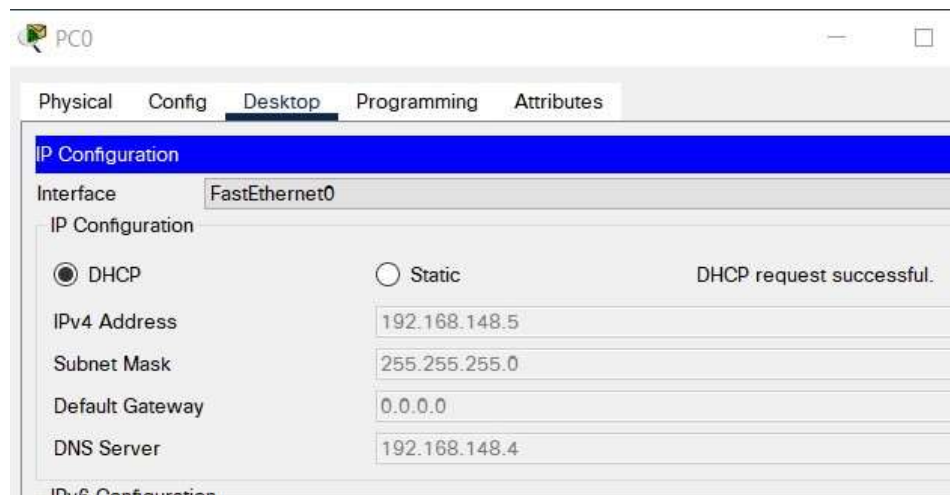 PC0
Physical Config Desktop Programming Attributes
IP Configuration
Interface FastEthernet0
IP Configuration
DHCP Static DHCP request successful.
IPv4 Address 192.168.148.5
Subnet Mask 255.255.255.0
Default Gateway 0.0.0.0
DNS Server 192.168.148.4
IPv6 Configuration